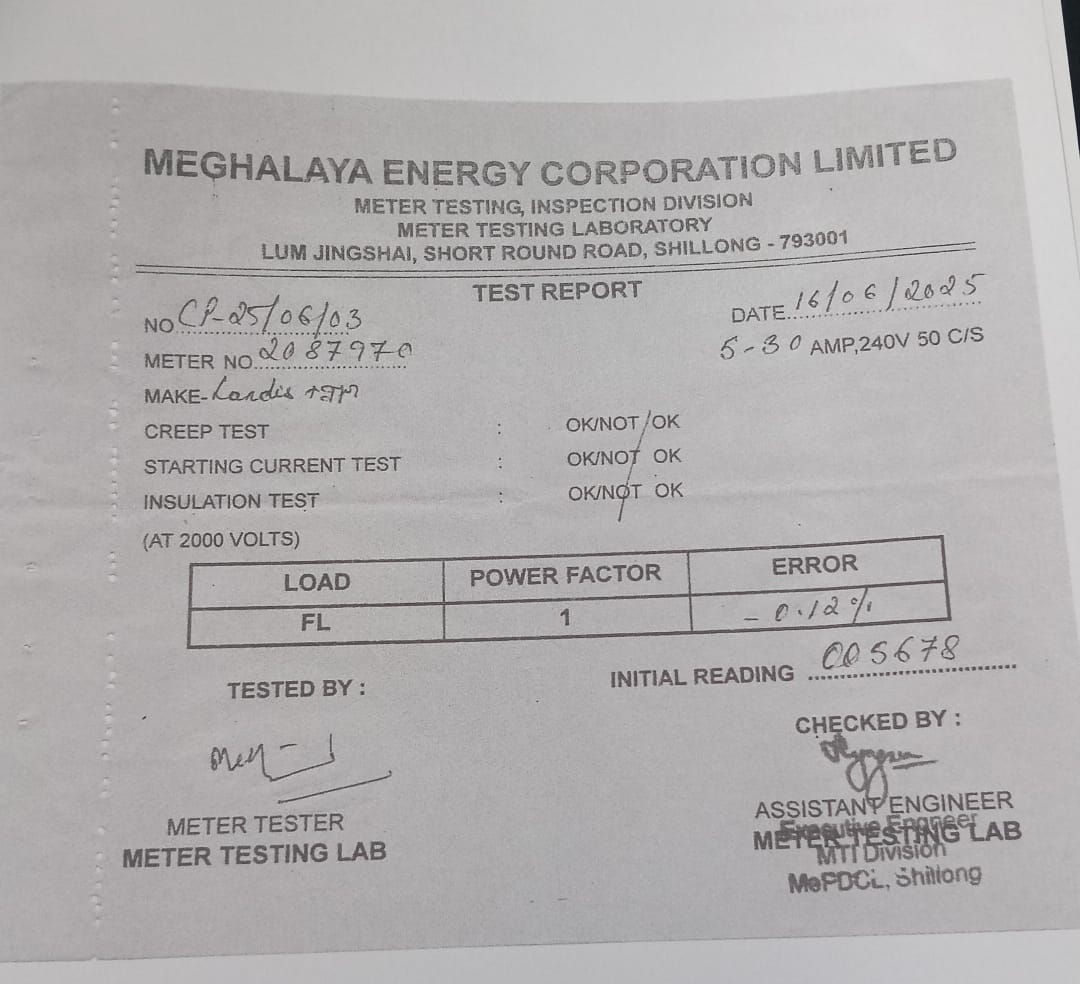 MEGHALAYA ENERGY CORPORATION LIMITED
METER TESTING, INSPECTION DIVISION
METER TESTING LABORATORY
LUM JINGSHAI, SHORT ROUND ROAD, SHILLONG - 793001
TEST REPORT
NO CP-25/06/03
DATE 16/06/2025
METER NO 2087970
5-30 AMP,240V 50 C/S
MAKE- Landis +
CREEP TEST : OK/NOT OK
STARTING CURRENT TEST : OK/NOT OK
INSULATION TEST : OK/NOT OK
(AT 2000 VOLTS)
LOAD POWER FACTOR ERROR
FL 1 - 0.12%
INITIAL READING 005678
TESTED BY :
CHECKED BY :
METER TESTER
METER TESTING LAB
ASSISTANT ENGINEER
Executive Engineer
METER TESTING LAB
MTI Division
MePDCL, Shillong